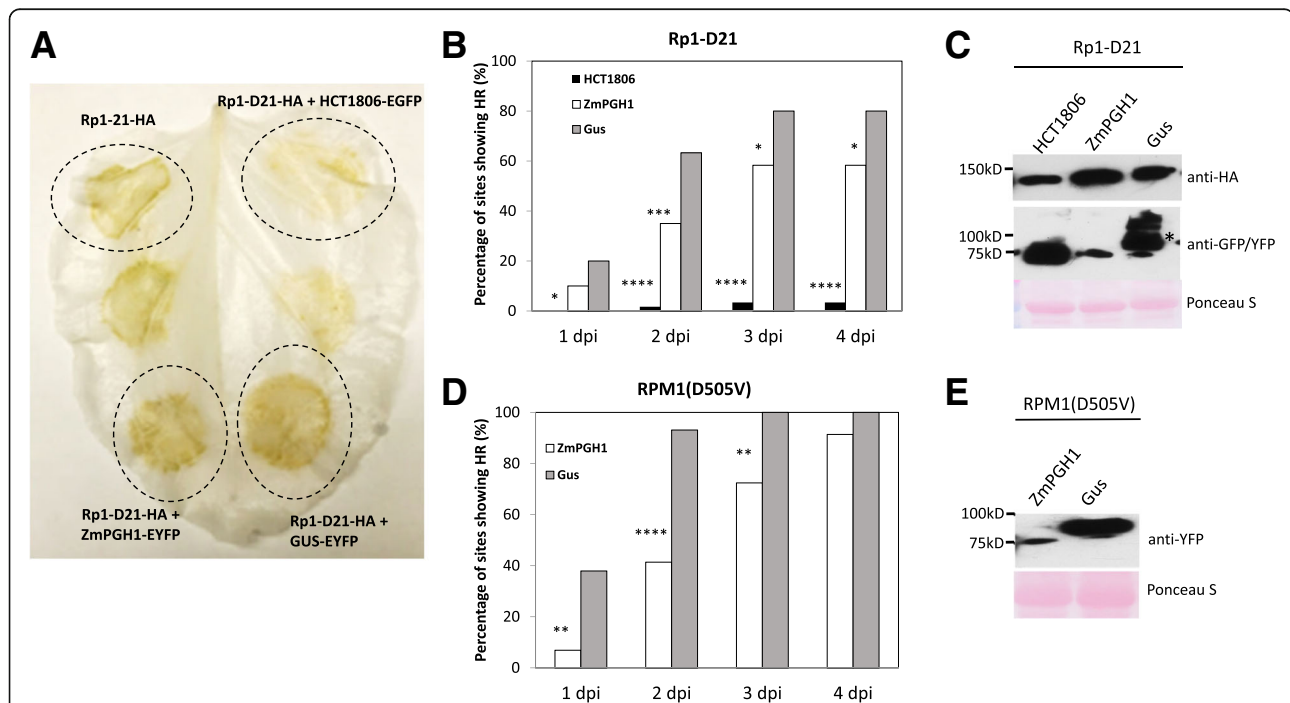 A
Rp1-21-HA
Rp1-D21-HA + HCT1806-EGFP
Rp1-D21-HA +
ZmPGH1-EYFP
Rp1-D21-HA +
GUS-EYFP
B
Rp1-D21
Percentage of sites showing HR (%)
100
80
60
40
20
0
HCT1806
ZmPGH1
Gus
*
****
***
****
*
****
*
1 dpi
2 dpi
3 dpi
4 dpi
C
Rp1-D21
HCT1806
ZmPGH1
Gus
150kD
anti-HA
100kD
75kD
*
anti-GFP/YFP
Ponceau S
D
RPM1(D505V)
Percentage of sites showing HR (%)
100
80
60
40
20
0
ZmPGH1
Gus
**
****
**
1 dpi
2 dpi
3 dpi
4 dpi
E
RPM1(D505V)
ZmPGH1
Gus
100kD
75kD
anti-YFP
Ponceau S